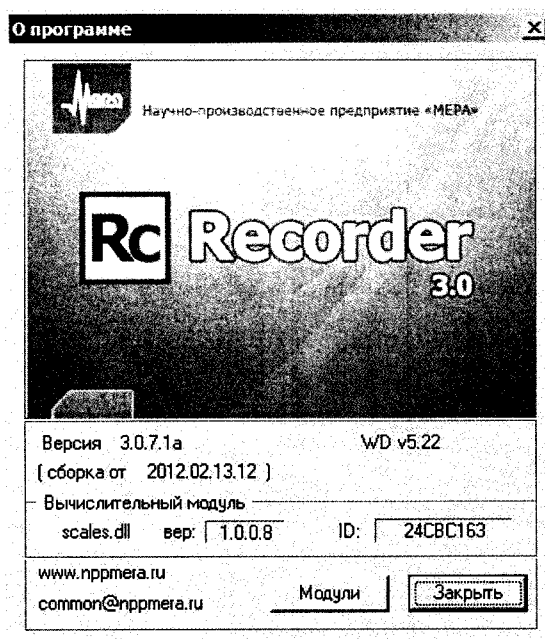 О программе
Научно-производственное предприятие «МЕРА»
Rc Recorder
3.0
Версия 3.0.7.1a WD v5.22
( сборка от 2012.02.13.12 )
Вычислительный модуль
scales.dll вер: 1.0.0.8 ID: 24CBC163
www.nppmera.ru
common@nppmera.ru
Модули Закрыть